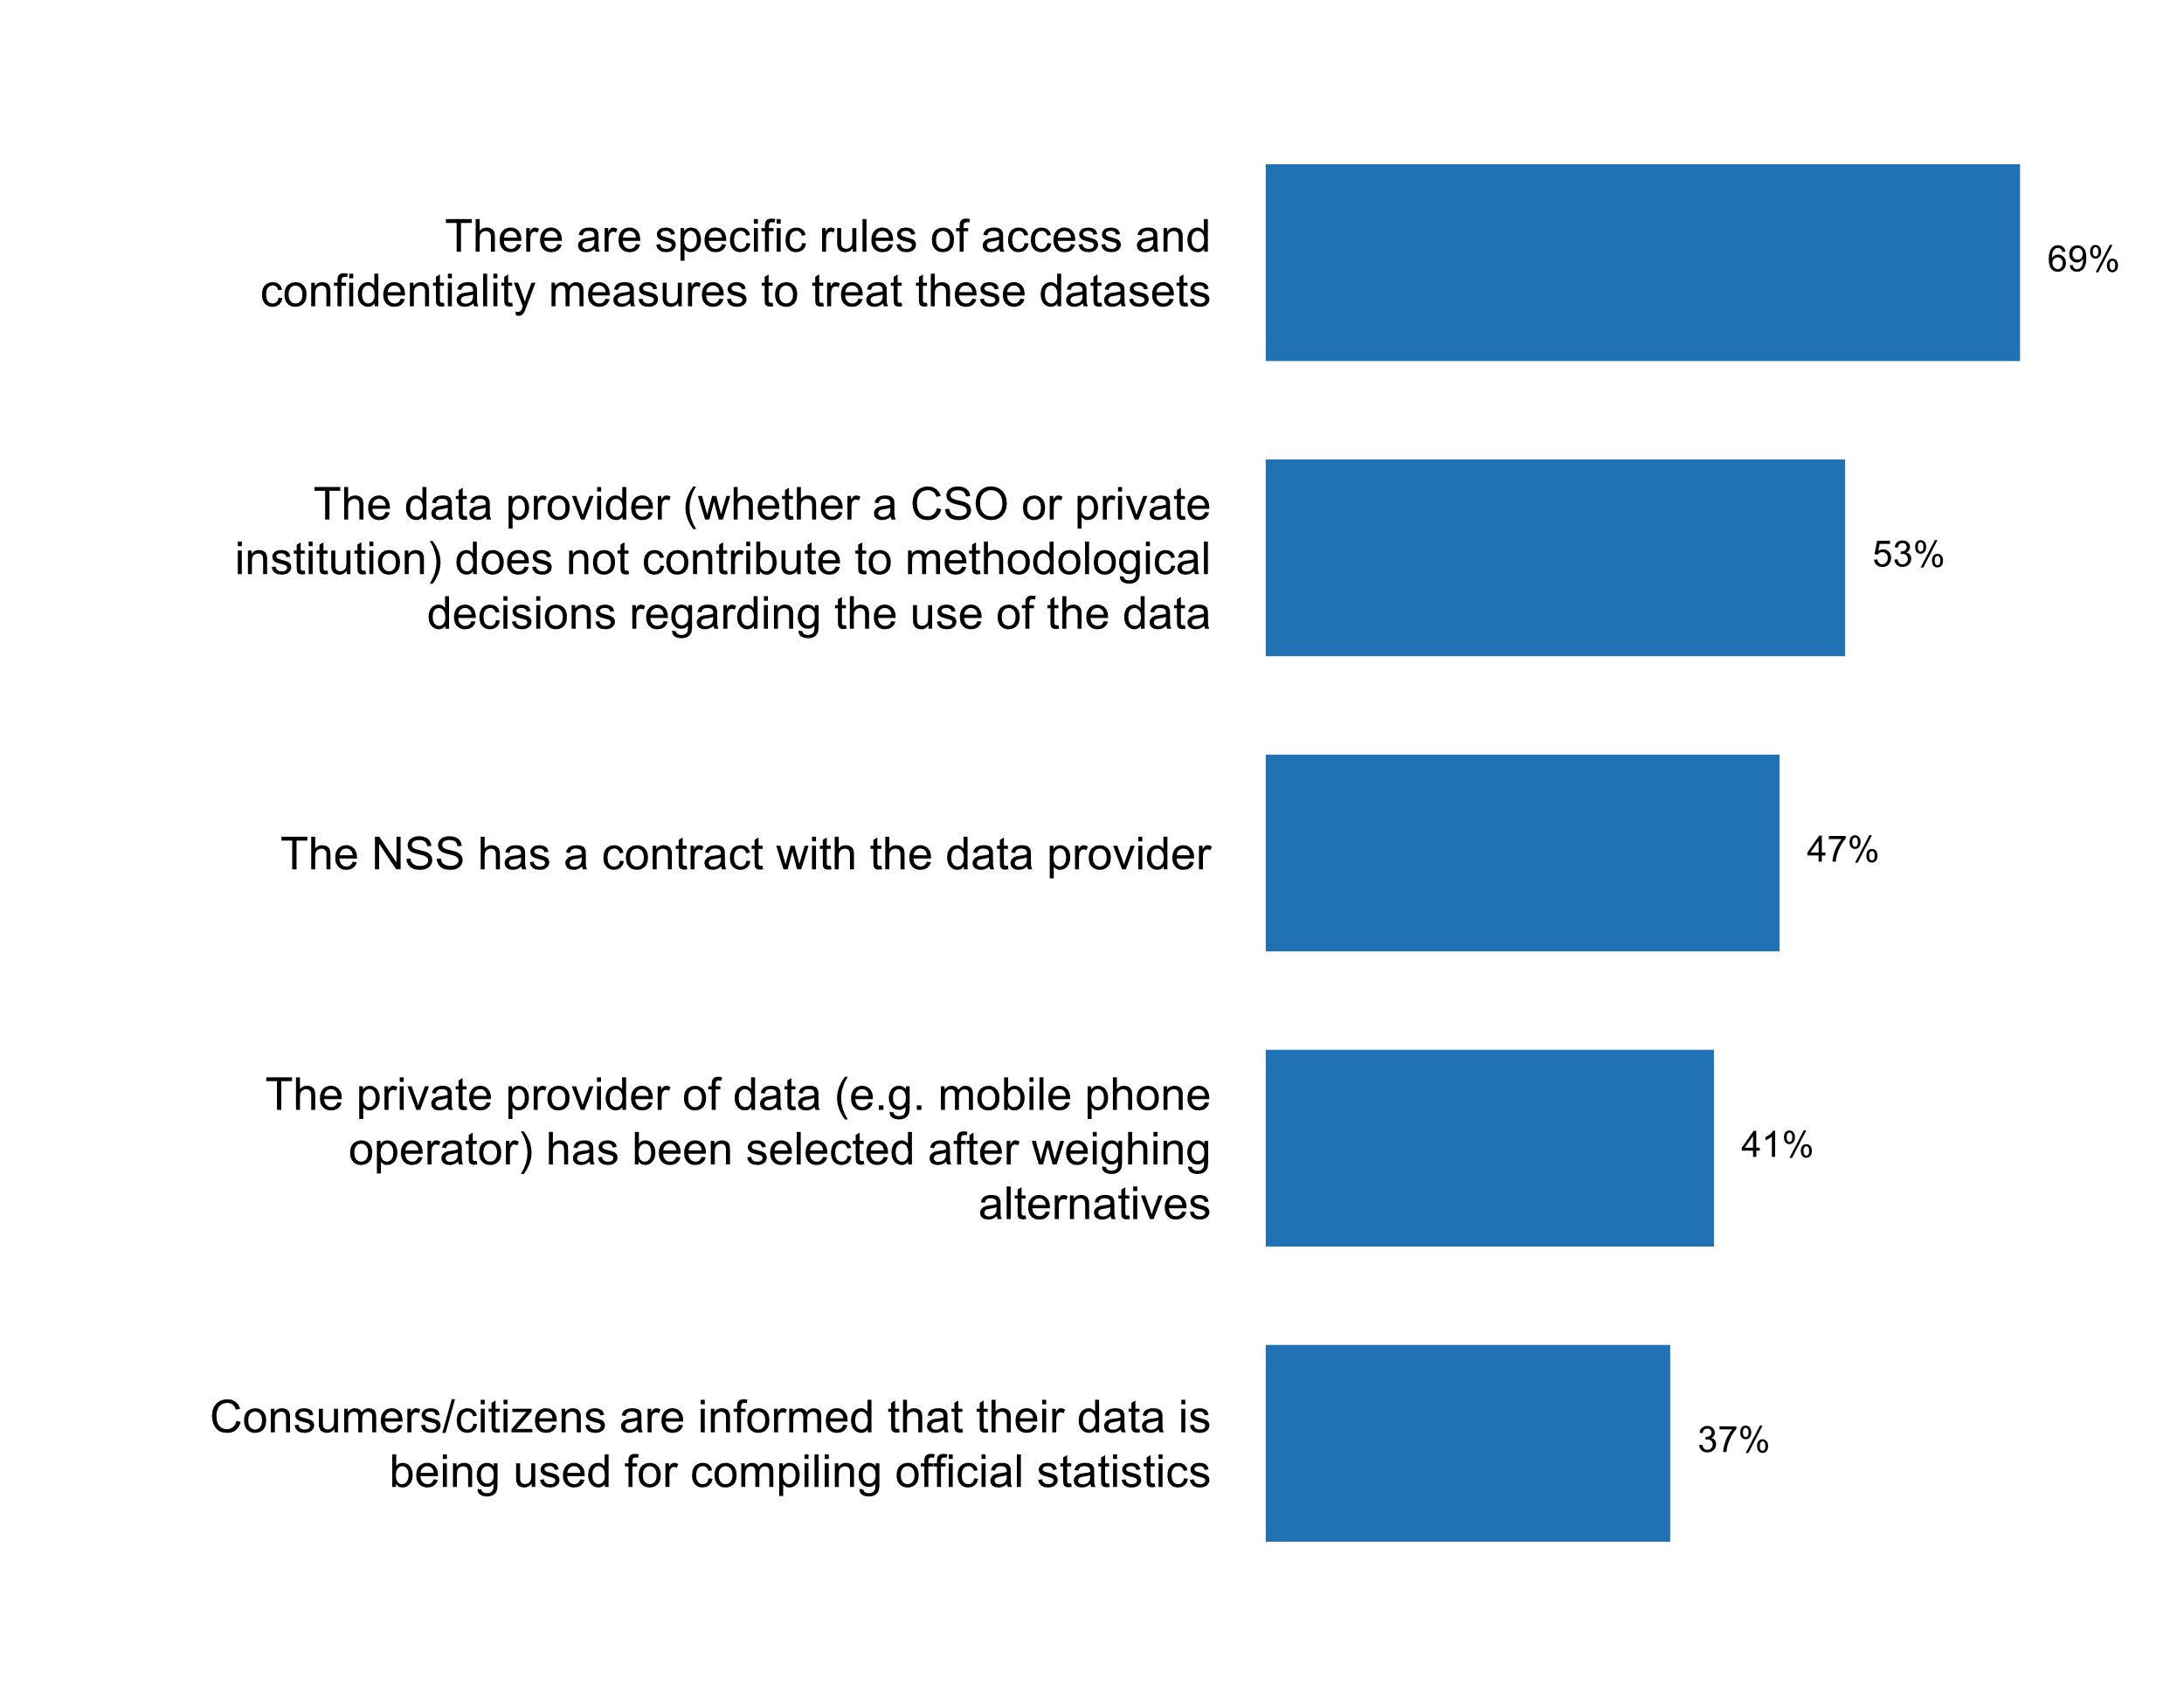 There are specific rules of access and
confidentiality measures to treat these datasets
69%
The data provider (whether a CSO or private
institution) does not contribute to methodological
decisions regarding the use of the data
53%
The NSS has a contract with the data provider
47%
The private provider of data (e.g. mobile phone
operator) has been selected after weighing
alternatives
41%
Consumers/citizens are informed that their data is
being used for compiling official statistics
37%